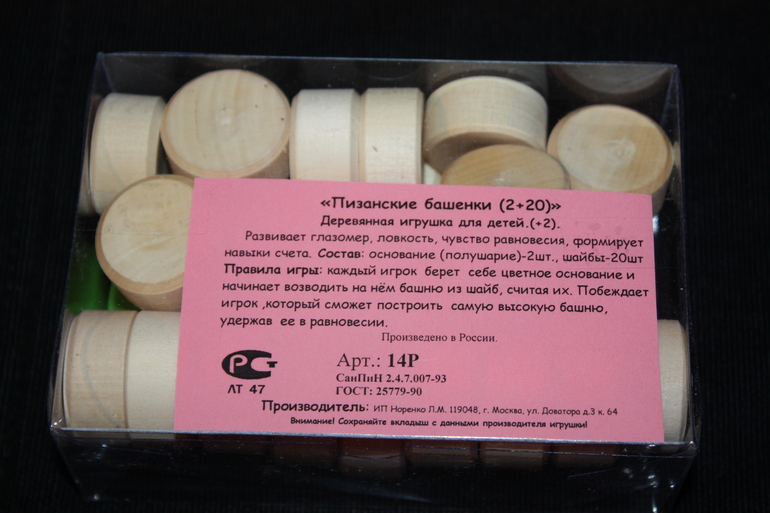 «Пизанские башенки (2+20)»
Деревянная игрушка для детей.(+2).
Развивает глазомер, ловкость, чувство равновесия, формирует
навыки счета. Состав: основание (полушарие)-2шт., шайбы-20шт
Правила игры: каждый игрок берет себе цветное основание и
начинает возводить на нём башню из шайб, считая их. Побеждает
игрок ,который сможет построить самую высокую башню,
удержав ее в равновесии.
Произведено в России.
РСТ
ЛТ 47
Арт.: 14Р
СанПиН 2.4.7.007-93
ГОСТ: 25779-90
Производитель: ИП Норенко Л.М. 119048, г. Москва, ул. Доватора д.3 к. 64
Внимание! Сохраняйте вкладыш с данными производителя игрушки!